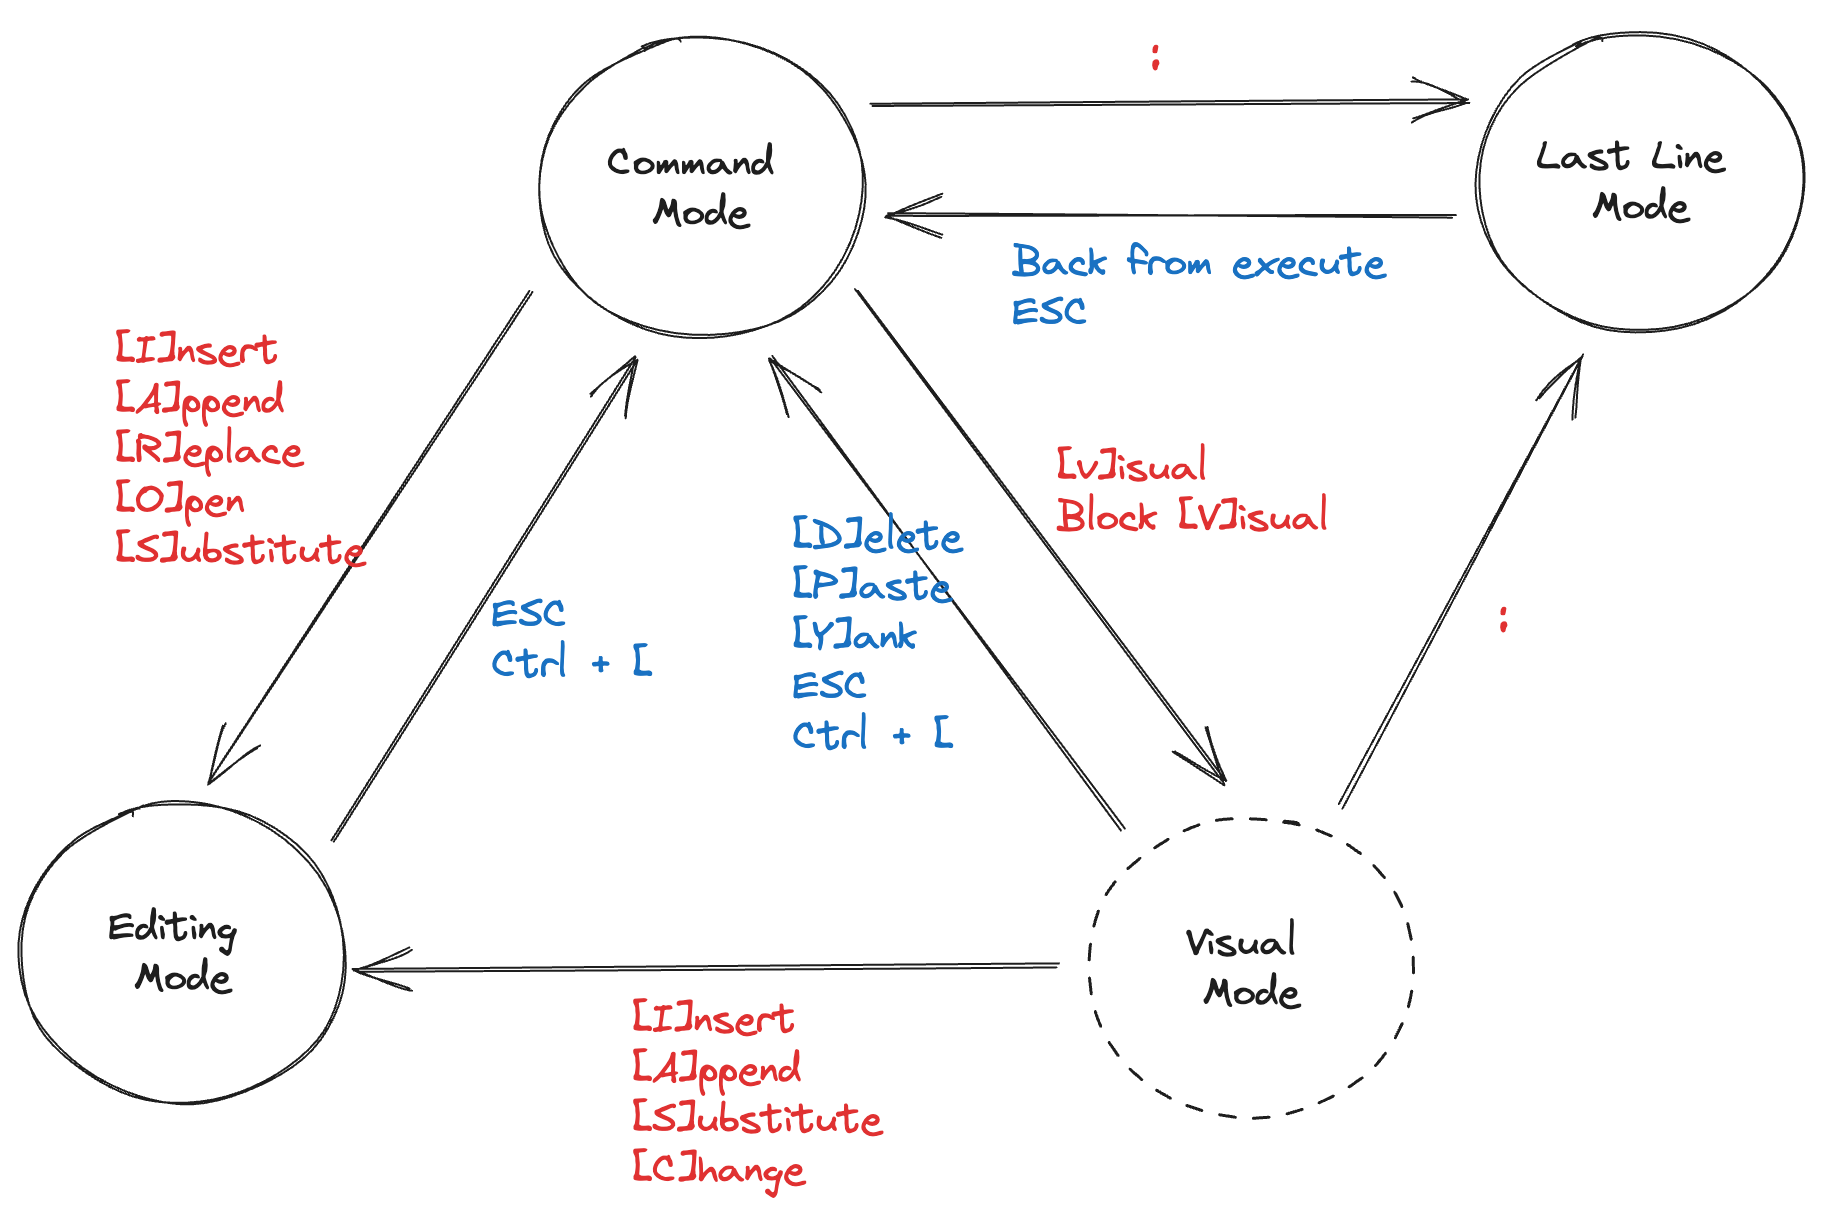 :
Command
Mode
Last Line
Mode
Back from execute
ESC
[I]nsert
[A]ppend
[R]eplace
[O]pen
[S]ubstitute
[v]isual
Block [V]isual
[D]elete
[P]aste
[Y]ank
ESC
Ctrl + [
ESC
Ctrl + [
:
Editing
Mode
Visual
Mode
[I]nsert
[A]ppend
[S]ubstitute
[C]hange